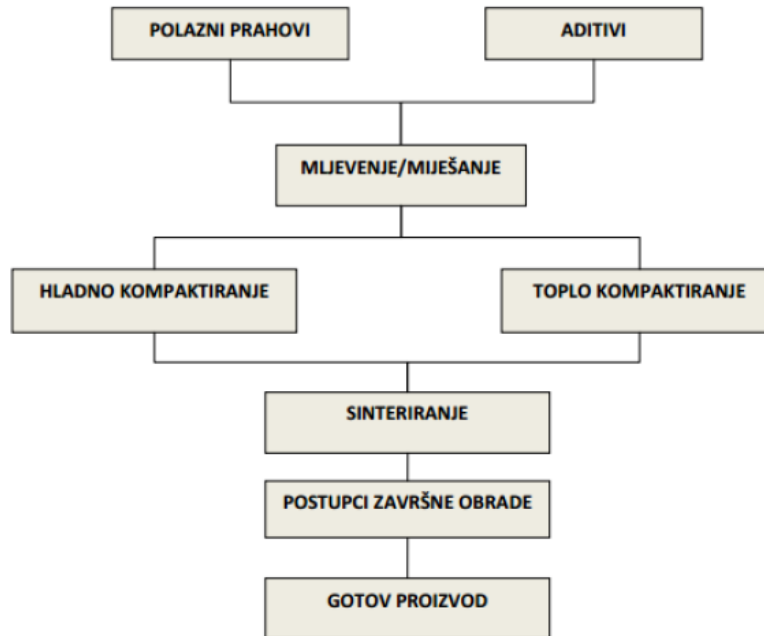 POLAZNI PRAHOVI
ADITIVI
MLJEVENJE/MIJEŠANJE
HLADNO KOMPAKTIRANJE
TOPLO KOMPAKTIRANJE
SINTERIRANJE
POSTUPCI ZAVRŠNE OBRADE
GOTOV PROIZVOD